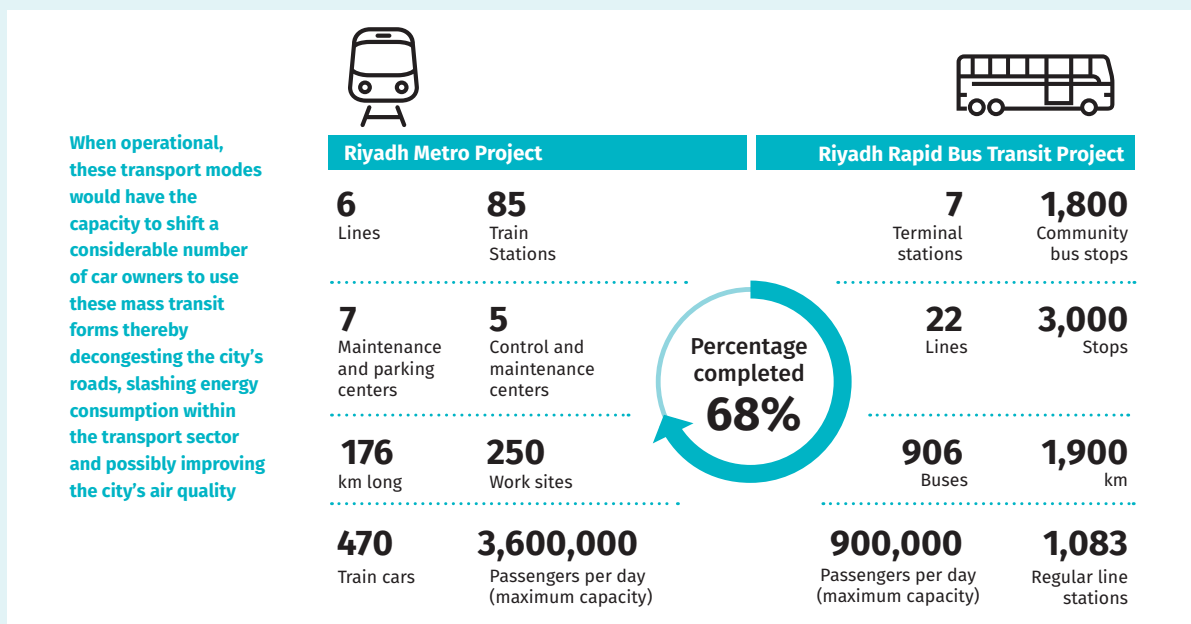 When operational,
these transport modes
would have the
capacity to shift a
considerable number
of car owners to use
these mass transit
forms thereby
decongesting the city's
roads, slashing energy
consumption within
the transport sector
and possibly improving
the city's air quality
Riyadh Metro Project
6
Lines
85
Train
Stations
7
Maintenance
and parking
centers
5
Control and
maintenance
centers
176
km long
250
Work sites
470
Train cars
3,600,000
Passengers per day
(maximum capacity)
Percentage
completed
68%
Riyadh Rapid Bus Transit Project
7
Terminal
stations
1,800
Community
bus stops
22
Lines
3,000
Stops
906
Buses
1,900
km
900,000
Passengers per day
(maximum capacity)
1,083
Regular line
stations